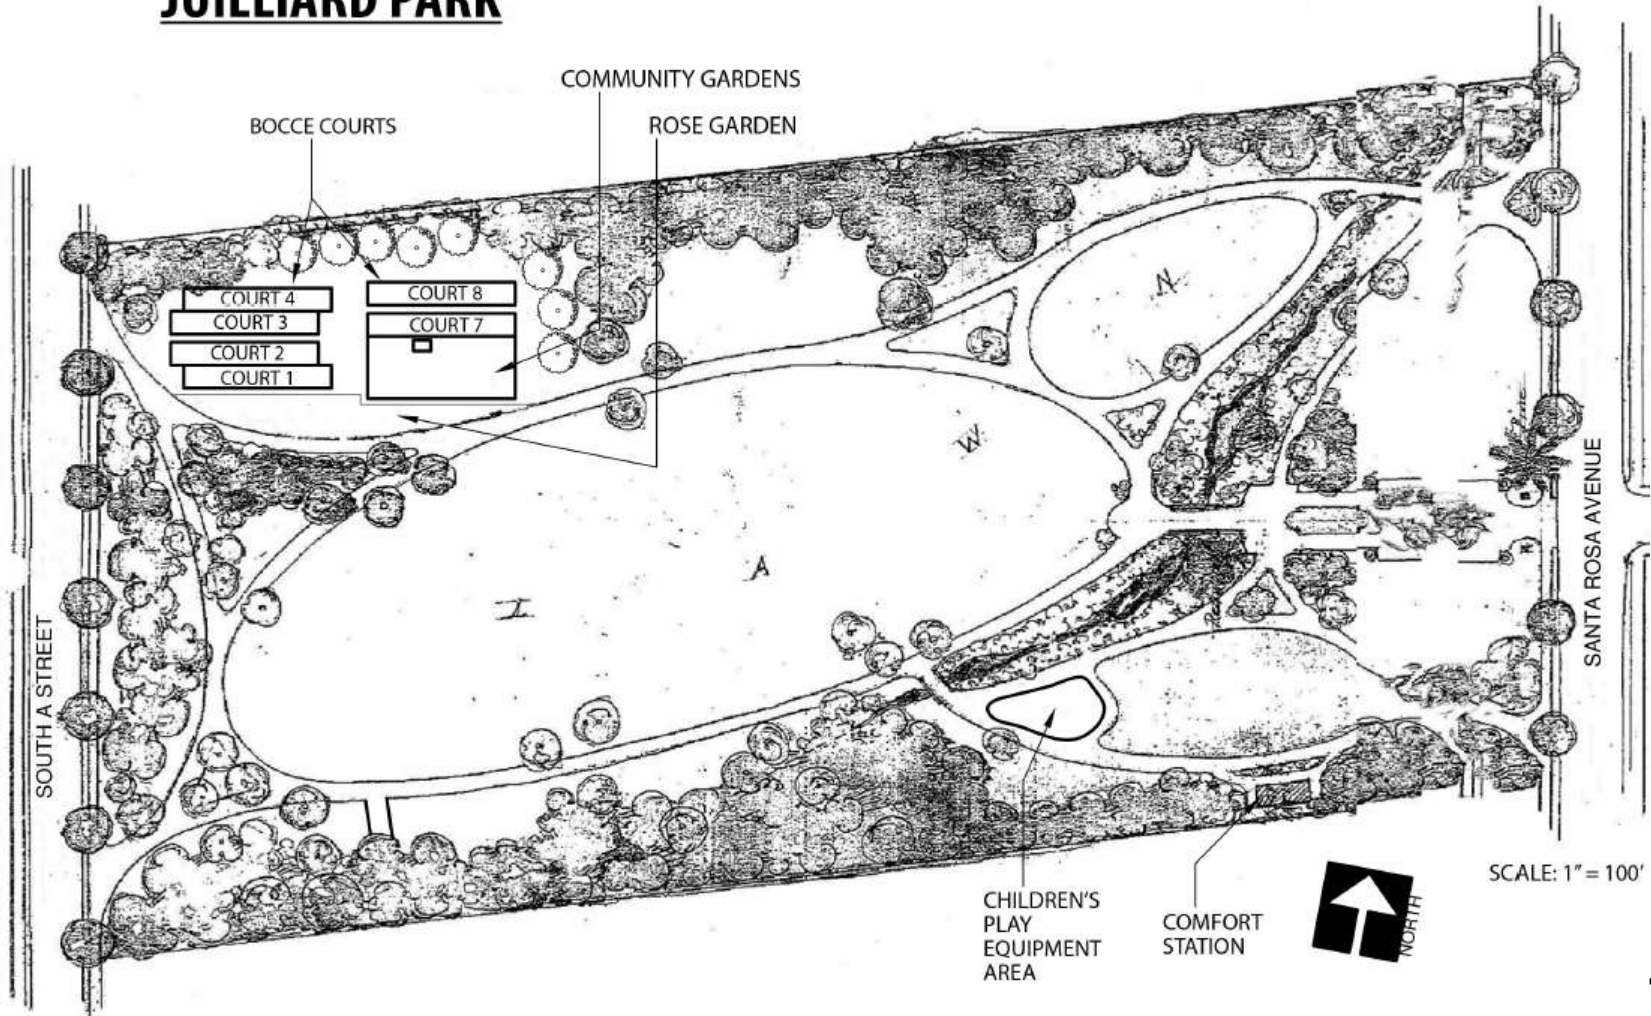 JUILLIARD PARK
COMMUNITY GARDENS
BOCCE COURTS
ROSE GARDEN
COURT 4
COURT 8
COURT 3
COURT 7
COURT 2
COURT 1
N
W
A
L
SOUTH A STREET
SANTA ROSA AVENUE
SCALE: 1" = 100'
CHILDREN'S
PLAY
EQUIPMENT
AREA
COMFORT
STATION
NORTH